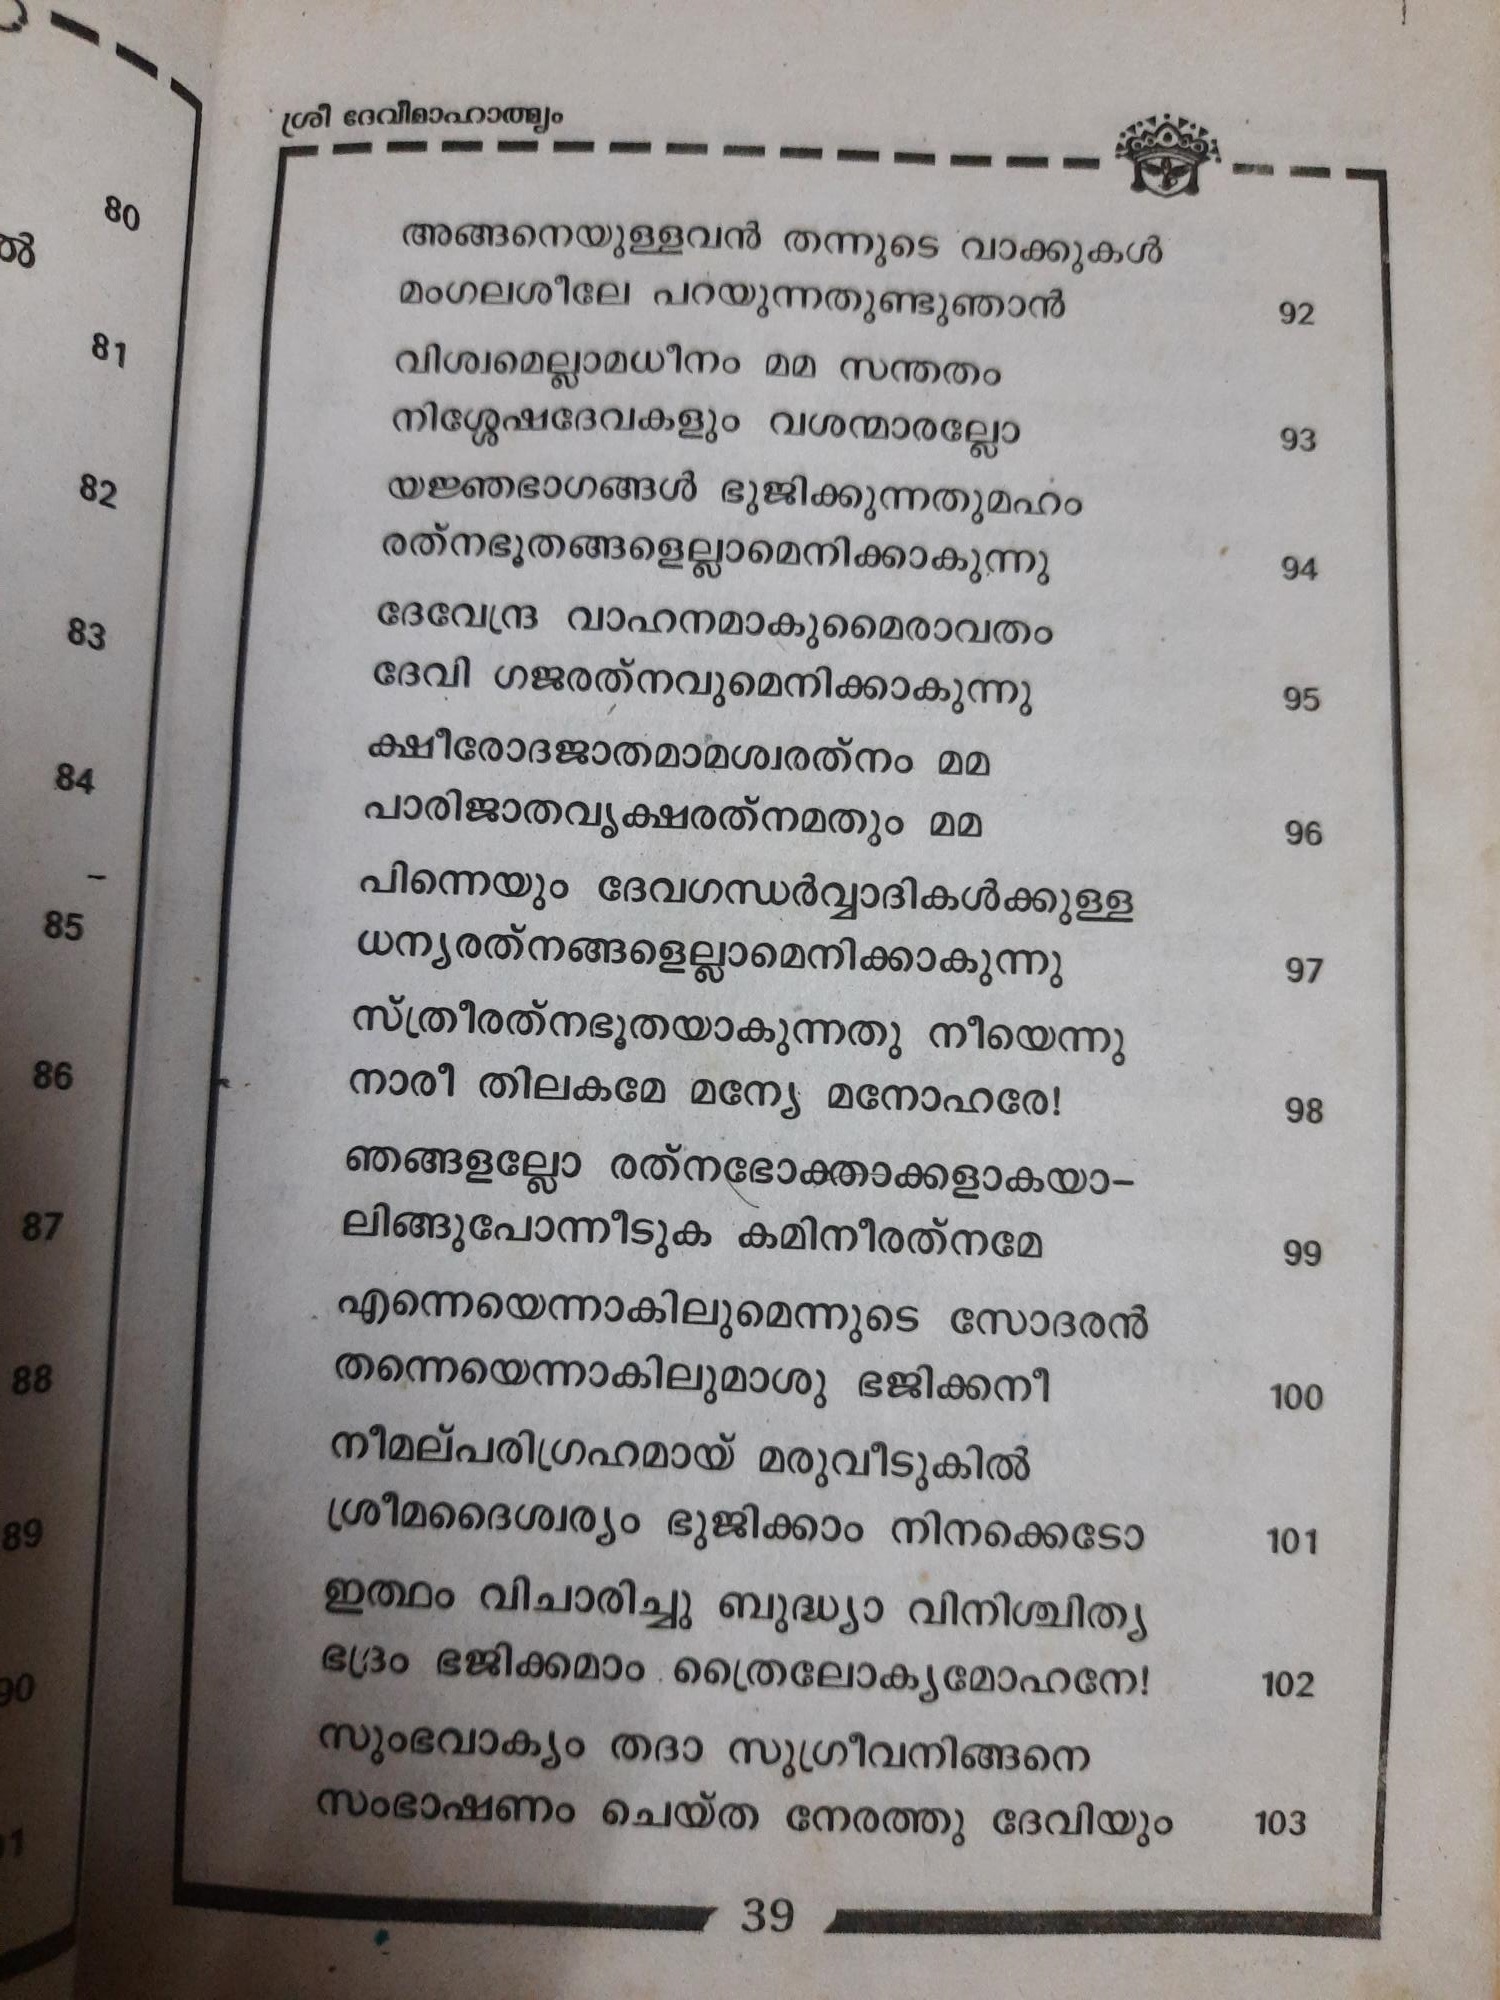 ശ്രീ ദേവീമാഹാത്മ്യം
അങ്ങനെയുള്ളവൻ തന്നുടെ വാക്കുകൾ
മംഗലശീലേ പറയുന്നതുണ്ടുഞാൻ 92
വിശ്വമെല്ലാമധീനം മമ സന്തതം
നിശ്ശേഷദേവകളും വശന്മാരല്ലോ 93
യജ്ഞഭാഗങ്ങൾ ഭുജിക്കുന്നതുമഹം
രത്‌നഭൂതങ്ങളെല്ലാമെനിക്കാകുന്നു 94
ദേവേന്ദ്ര വാഹനമാകുമൈരാവതം
ദേവി ഗജരത്‌നവുമെനിക്കാകുന്നു 95
ക്ഷീരോദജാതമാമശ്വരത്‌നം മമ
പാരിജാതവൃക്ഷരത്‌നമതും മമ 96
പിന്നെയും ദേവഗന്ധർവ്വാദികൾക്കുള്ള
ധന്യരത്‌നങ്ങളെല്ലാമെനിക്കാകുന്നു 97
സ്ത്രീരത്‌നഭൂതയാകുന്നതു നീയെന്നു
നാരീ തിലകമേ മന്യേ മനോഹരേ! 98
ഞങ്ങളല്ലോ രത്‌നഭോക്താക്കളാകയാ-
ലിങ്ങുപോന്നീടുക കമിനീരത്‌നമേ 99
എന്നെയെന്നാകിലുമെന്നുടെ സോദരൻ
തന്നെയെന്നാകിലുമാശു ഭജിക്കനീ 100
നീമല്പരിഗ്രഹമായ് മരുവീടുകിൽ
ശ്രീമദൈശ്വര്യം ഭുജിക്കാം നിനക്കെടോ 101
ഇത്ഥം വിചാരിച്ചു ബുദ്ധ്യാ വിനിശ്ചിത്യ
ഭദ്രം ഭജിക്കമാം ത്രൈലോക്യമോഹനേ! 102
സുംഭവാക്യം തദാ സുഗ്രീവനിങ്ങനെ
സംഭാഷണം ചെയ്ത നേരത്തു ദേവിയും 103
39
80
81
82
83
84
85
86
87
88
89